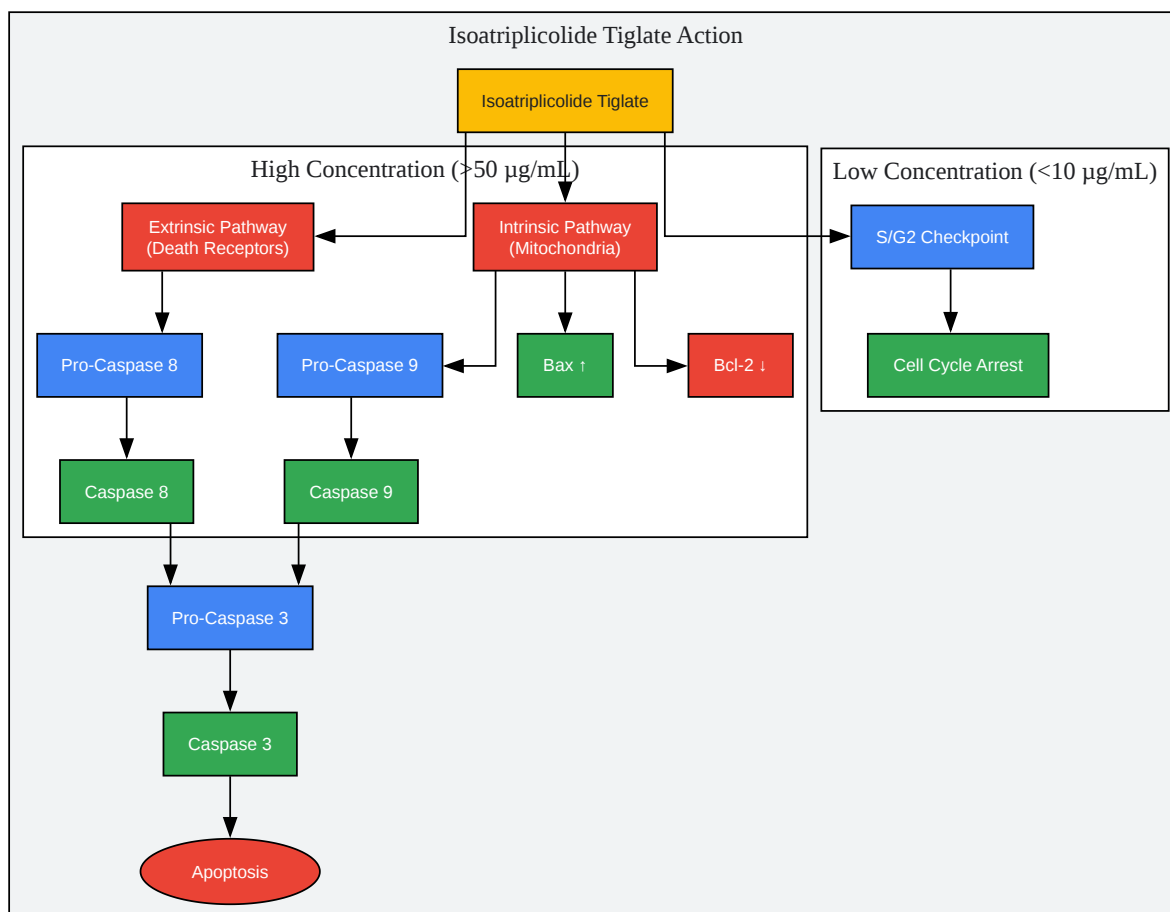 Isoatriplicolide Tiglate Action
Isoatriplicolide Tiglate
High Concentration (>50 µg/mL)
Low Concentration (<10 µg/mL)
Extrinsic Pathway
(Death Receptors)
Intrinsic Pathway
(Mitochondria)
S/G2 Checkpoint
Pro-Caspase 8
Pro-Caspase 9
Bax ↑
Bcl-2 ↓
Cell Cycle Arrest
Caspase 8
Caspase 9
Pro-Caspase 3
Caspase 3
Apoptosis